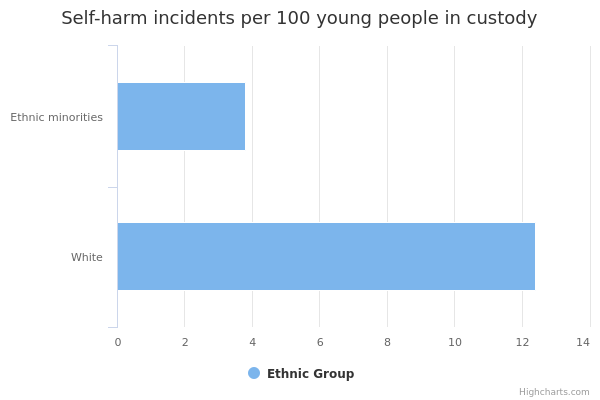 Self-harm incidents per 100 young people in custody
Ethnic minorities
White
0 2 4 6 8 10 12 14
Ethnic Group
Highcharts.com